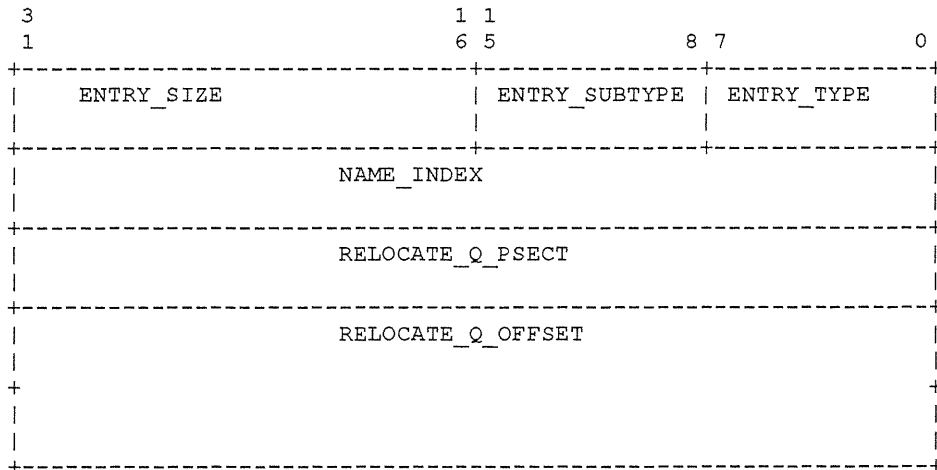 3 1 1
1 6 5 8 7 0
ENTRY_SIZE ENTRY_SUBTYPE ENTRY_TYPE
NAME_INDEX
RELOCATE_Q_PSECT
RELOCATE_Q_OFFSET